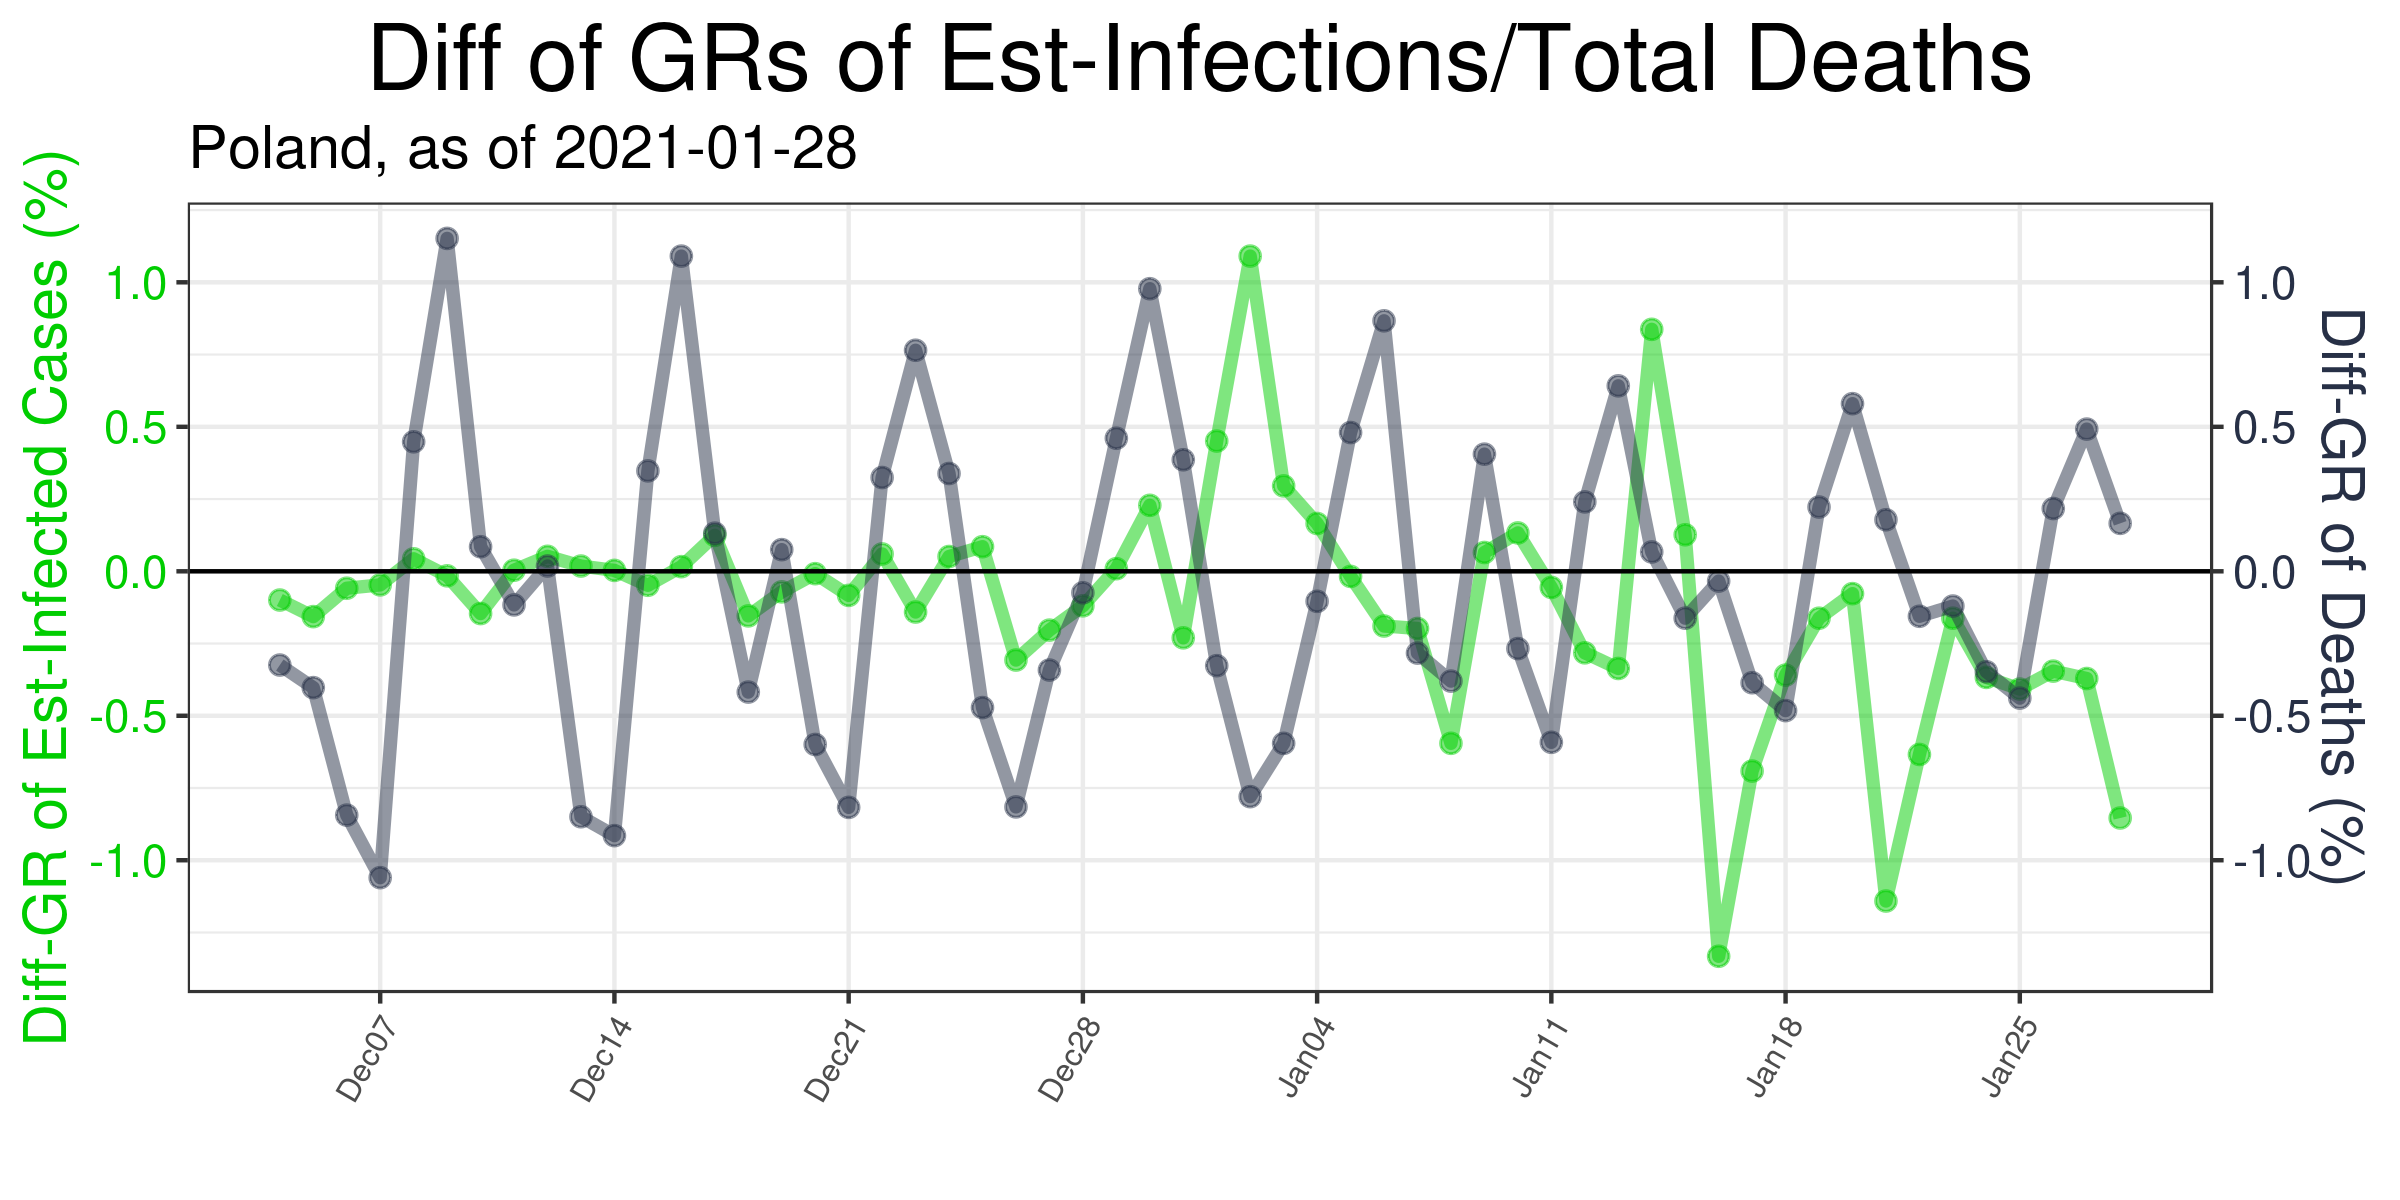 Diff of GRs of Est-Infections/Total Deaths
Poland, as of 2021-01-28
Diff-GR of Est-Infected Cases (%)
1.0
0.5
0.0
-0.5
-1.0
1.0
0.5
0.0
-0.5
-1.0
Diff-GR of Deaths (%)
Dec07
Dec14
Dec21
Dec28
Jan04
Jan11
Jan18
Jan25